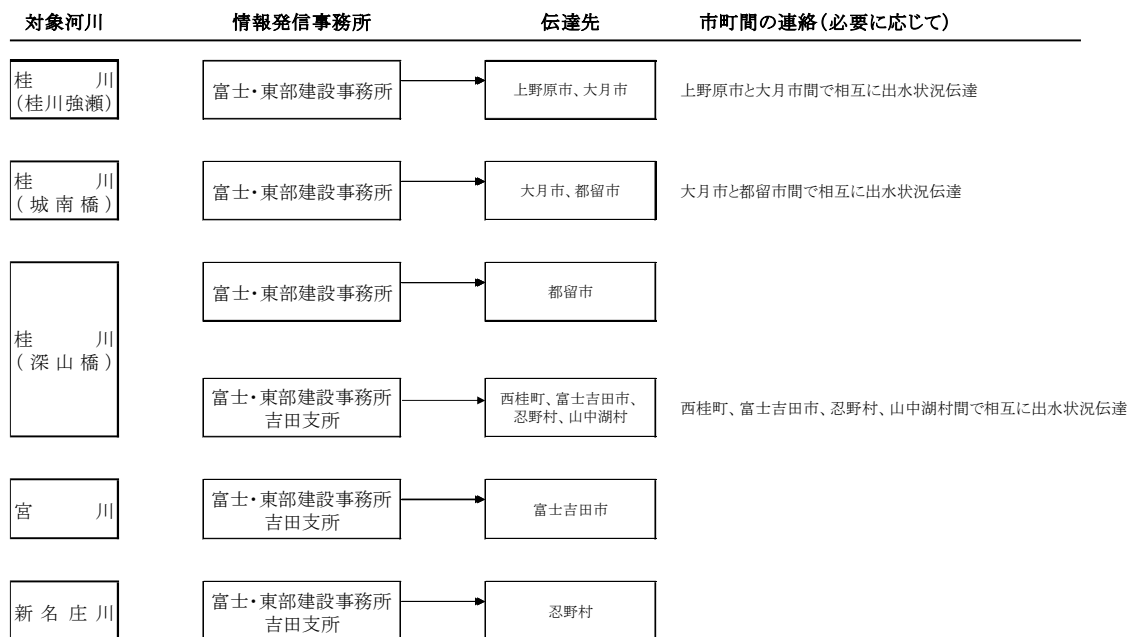 対象河川 情報発信事務所 伝達先 市町間の連絡（必要に応じて）
桂川
(桂川強瀬)
富士・東部建設事務所
上野原市、大月市
上野原市と大月市間で相互に出水状況伝達
桂川
(城南橋)
富士・東部建設事務所
大月市、都留市
大月市と都留市間で相互に出水状況伝達
桂川
(深山橋)
富士・東部建設事務所
都留市
富士・東部建設事務所
吉田支所
西桂町、富士吉田市、
忍野村、山中湖村
西桂町、富士吉田市、忍野村、山中湖村間で相互に出水状況伝達
宮川
富士・東部建設事務所
吉田支所
富士吉田市
新名庄川
富士・東部建設事務所
吉田支所
忍野村